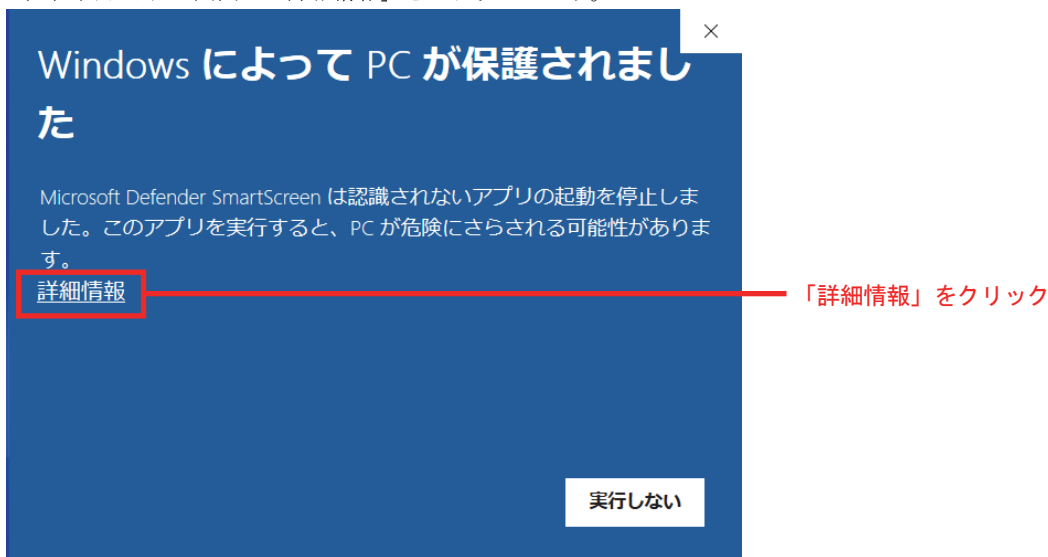 Windows によって PC が保護されまし
た
Microsoft Defender SmartScreen は認識されないアプリの起動を停止しま
した。このアプリを実行すると、PC が危険にさらされる可能性がありま
す。
詳細情報
「詳細情報」をクリック
実行しない